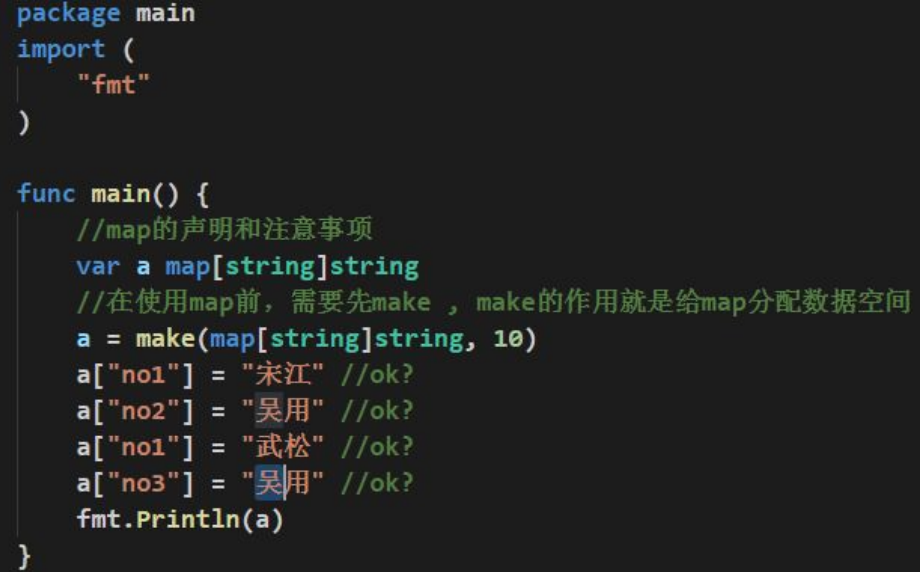 package main
import (
    "fmt"
)
func main() {
    //map的声明和注意事项
    var a map[string]string
    //在使用map前，需要先make , make的作用就是给map分配数据空间
    a = make(map[string]string, 10)
    a["no1"] = "宋江" //ok?
    a["no2"] = "吴用" //ok?
    a["no1"] = "武松" //ok?
    a["no3"] = "吴用" //ok?
    fmt.Println(a)
}